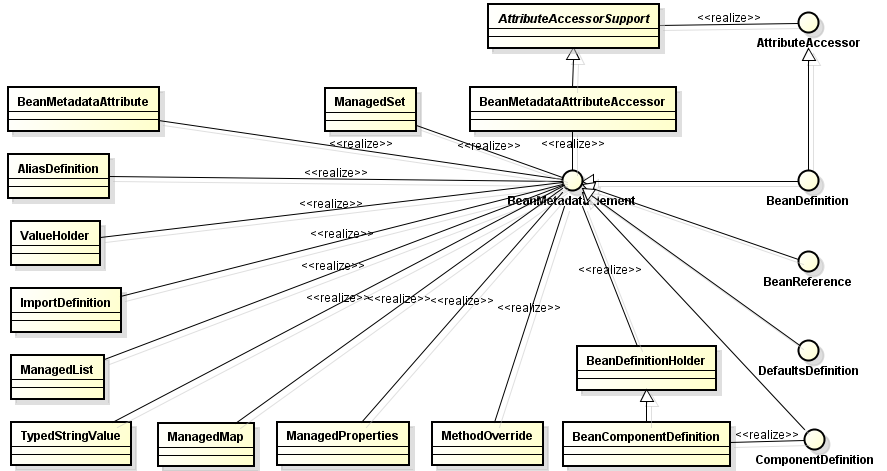 AttributeAccessorSupport
<<realize>>
AttributeAccessor
BeanMetadataAttribute
ManagedSet
BeanMetadataAttributeAccessor
<<realize>>
<<realize>>
<<realize>>
AliasDefinition
<<realize>>
BeanMetadataElement
BeanDefinition
ValueHolder
<<realize>>
<<realize>>
<<realize>>
<<realize>>
BeanReference
ImportDefinition
<<realize>>
<<realize>>
<<realize>>
<<realize>>
ManagedList
BeanDefinitionHolder
DefaultsDefinition
TypedStringValue
ManagedMap
ManagedProperties
MethodOverride
BeanComponentDefinition
<<realize>>
ComponentDefinition